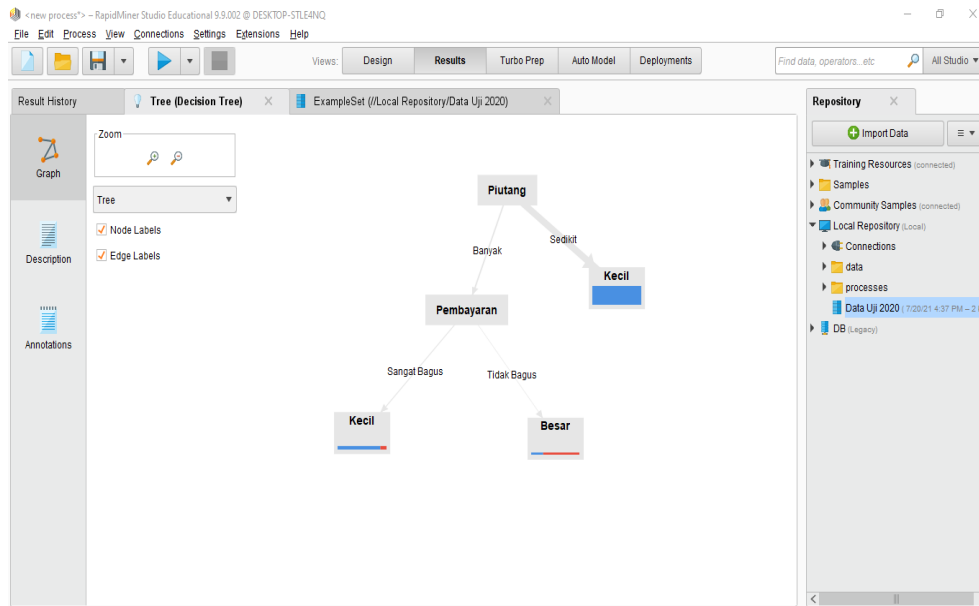 <new process*> – RapidMiner Studio Educational 9.9.002 @ DESKTOP-STLE4NQ
File Edit Process View Connections Settings Extensions Help
Views: Design Results Turbo Prep Auto Model Deployments Find data, operators...etc All Studio
Result History Tree (Decision Tree) ExampleSet (//Local Repository/Data Uji 2020) Repository
Zoom
Import Data
Graph
Tree
Node Labels
Edge Labels
Description
Annotations
Piutang
Banyak
Sedikit
Kecil
Pembayaran
Sangat Bagus
Tidak Bagus
Kecil
Besar
Training Resources (connected)
Samples
Community Samples (connected)
Local Repository (Local)
Connections
data
processes
Data Uji 2020 (7/20/21 4:37 PM – 2
DB (Legacy)